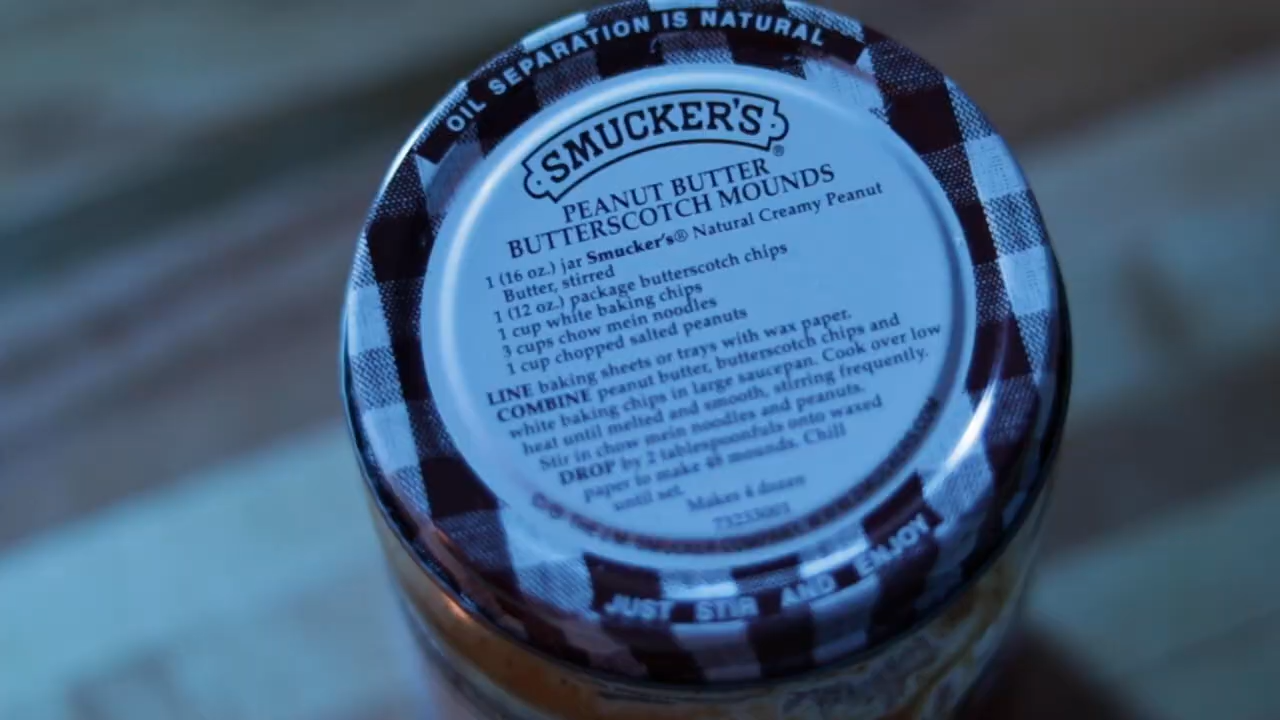 OIL SEPARATION IS NATURAL
SMUCKER'S®
PEANUT BUTTER
BUTTERSCOTCH MOUNDS
1 (16 oz.) jar Smucker's® Natural Creamy Peanut
Butter, stirred
1 (12 oz.) package butterscotch chips
1 cup white baking chips
3 cups chow mein noodles
1 cup chopped salted peanuts
LINE baking sheets or trays with wax paper.
COMBINE peanut butter, butterscotch chips and
white baking chips in large saucepan. Cook over low
heat until melted and smooth, stirring frequently.
Stir in chow mein noodles and peanuts.
DROP by 2 tablespoonfuls onto waxed
paper to make 48 mounds. Chill
until set.
Makes 4 dozen
JUST STIR AND ENJOY